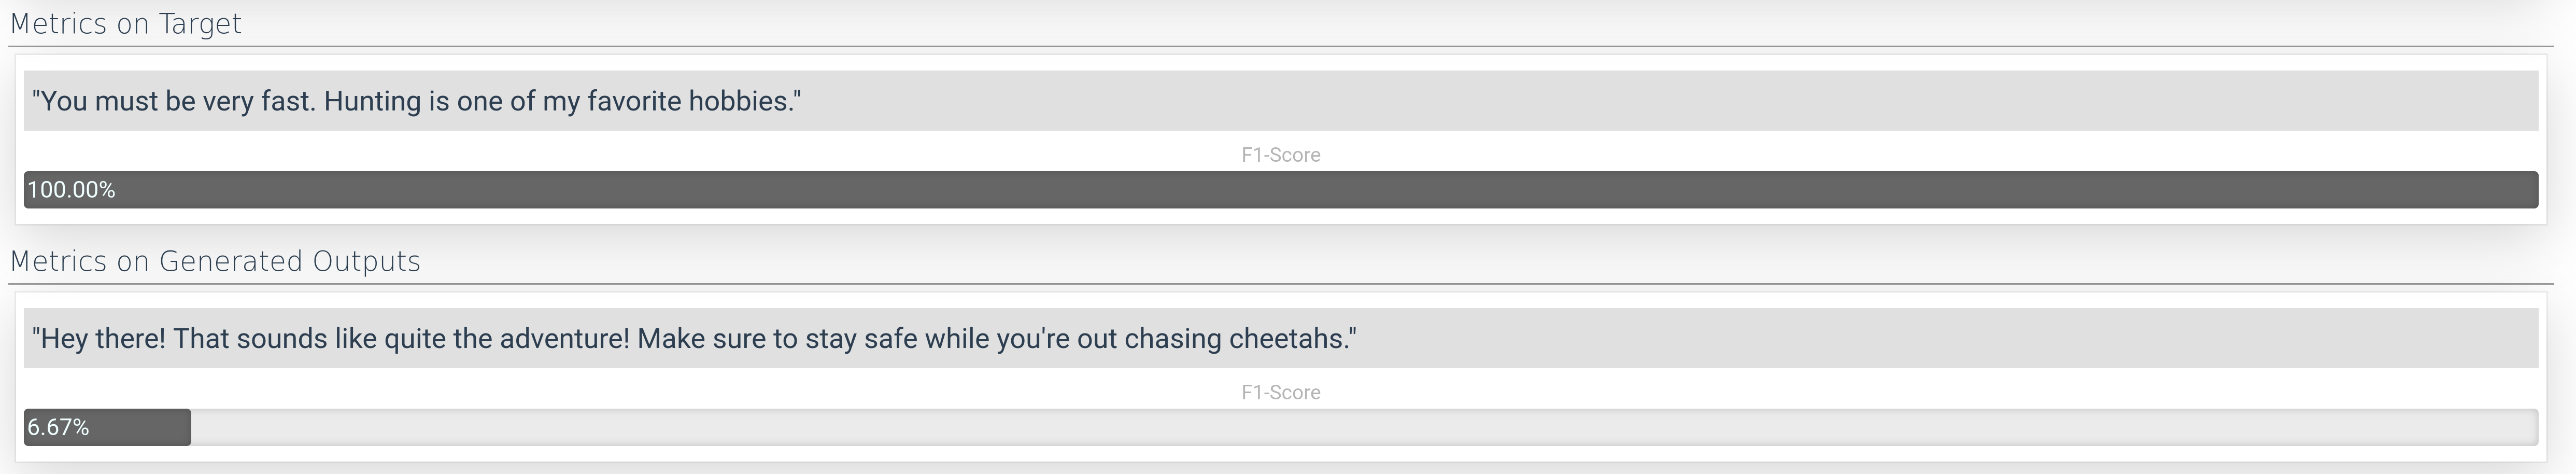 Metrics on Target
"You must be very fast. Hunting is one of my favorite hobbies."
F1-Score
100.00%
Metrics on Generated Outputs
"Hey there! That sounds like quite the adventure! Make sure to stay safe while you're out chasing cheetahs."
F1-Score
6.67%